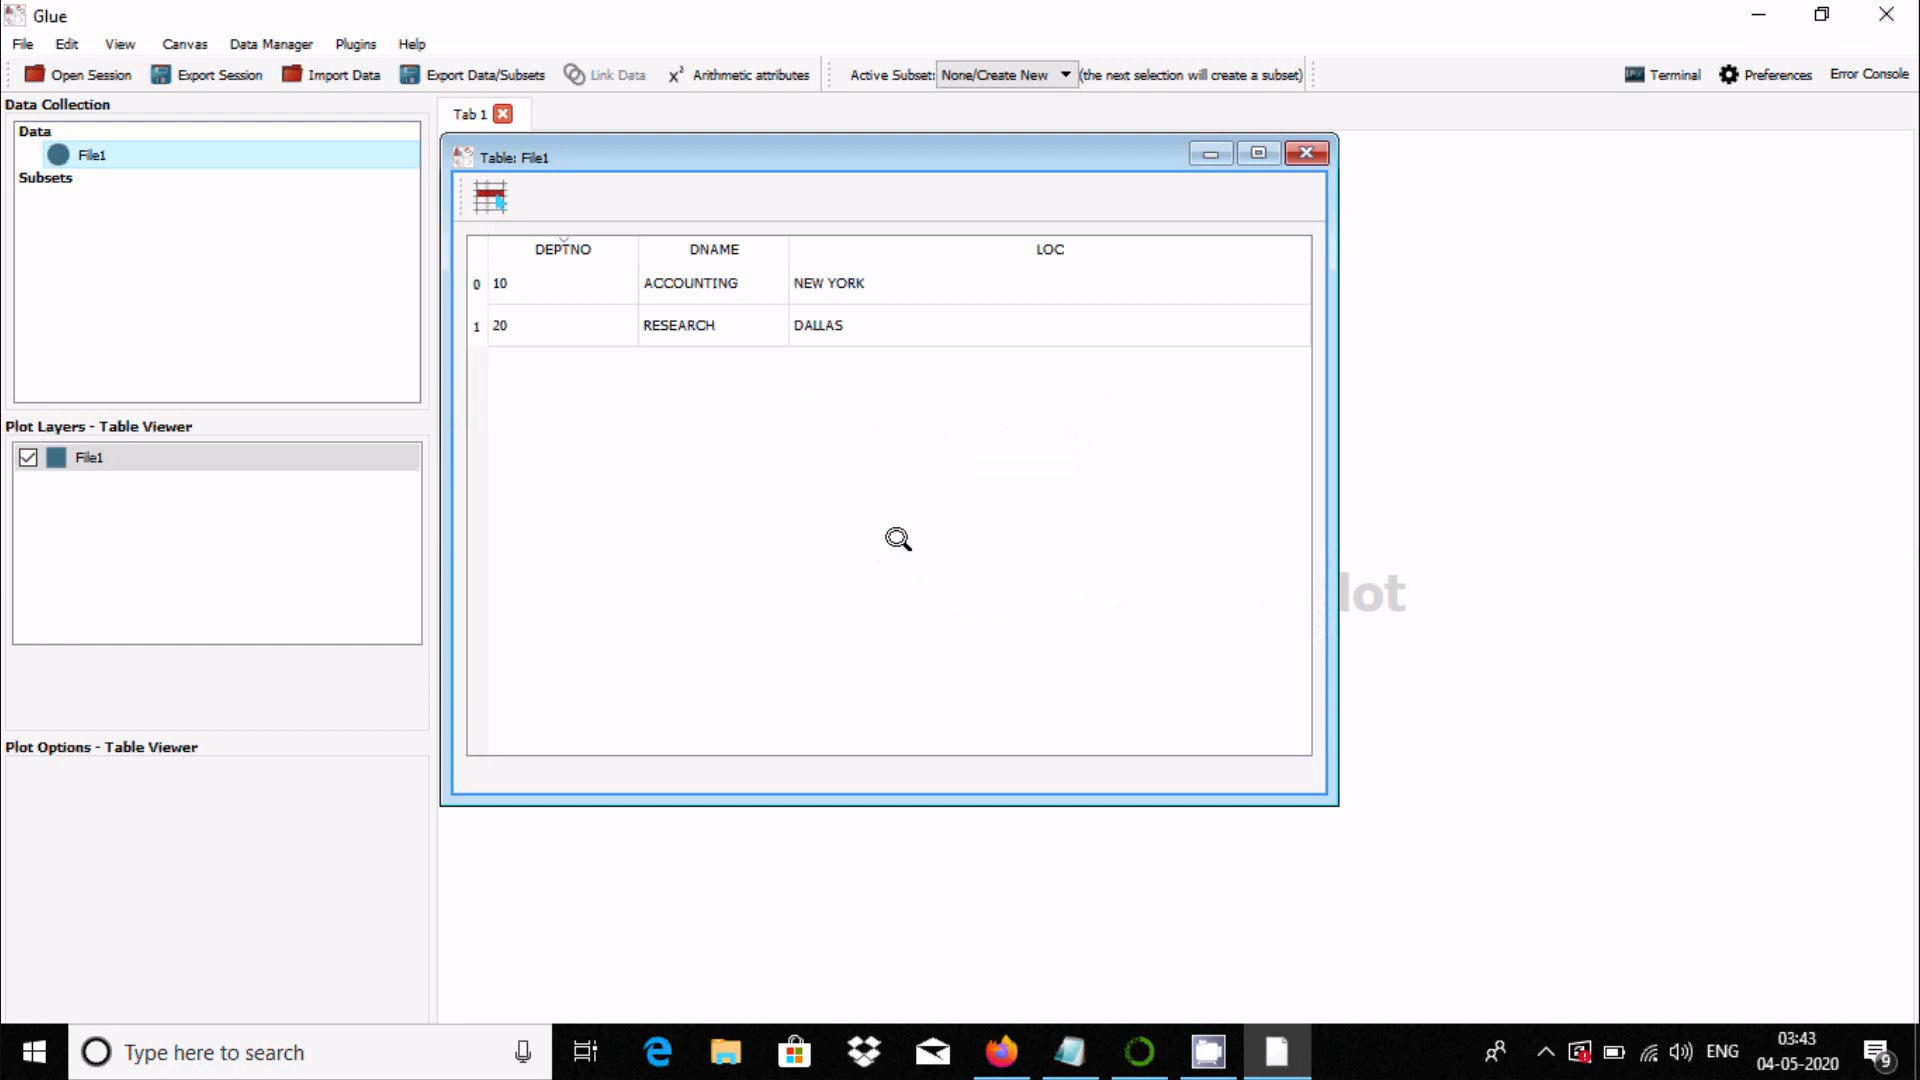 Glue
File Edit View Canvas Data Manager Plugins Help
Open Session Export Session Import Data Export Data/Subsets Link Data x² Arithmetic attributes Active Subset: None/Create New (the next selection will create a subset) Terminal Preferences Error Console
Data Collection
Data
File1
Subsets
Plot Layers - Table Viewer
File1
Plot Options - Table Viewer
Tab 1
Table: File1
DEPTNO DNAME LOC
0 10 ACCOUNTING NEW YORK
1 20 RESEARCH DALLAS
lot
Type here to search
ENG
03:43
04-05-2020
9